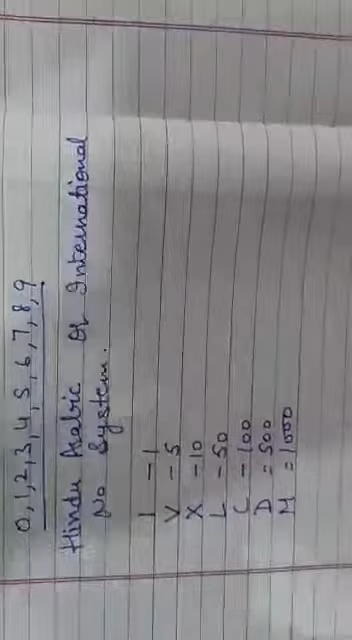 0,1,2,3,4,5,6,7,8,9
Hindu Arabic Or International
No System.
I - 1
V - 5
X - 10
L - 50
C - 100
D = 500
M = 1000